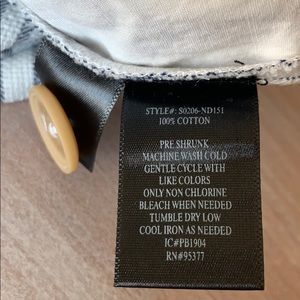 STYLE#: S0206-ND151
100% COTTON
PRE SHRUNK
MACHINE WASH COLD
GENTLE CYCLE WITH
LIKE COLORS
ONLY NON CHLORINE
BLEACH WHEN NEEDED
TUMBLE DRY LOW
COOL IRON AS NEEDED
IC#PB1904
RN#95377